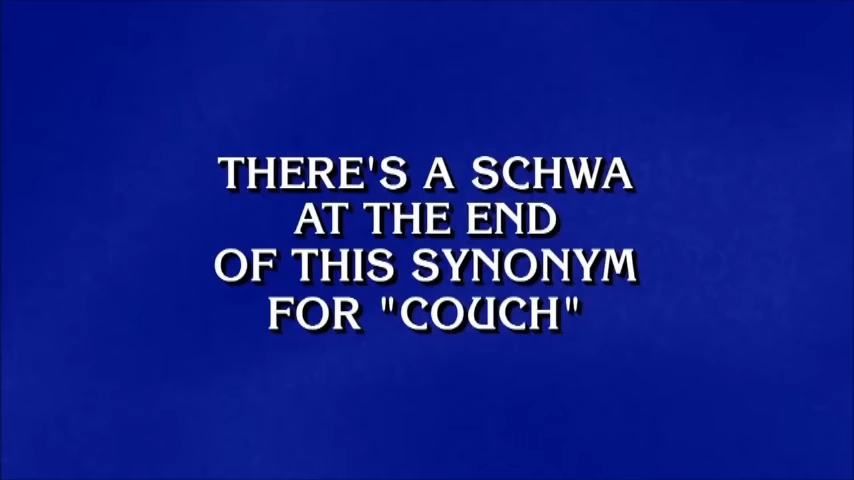 THERE'S A SCHWA
AT THE END
OF THIS SYNONYM
FOR "COUCH"